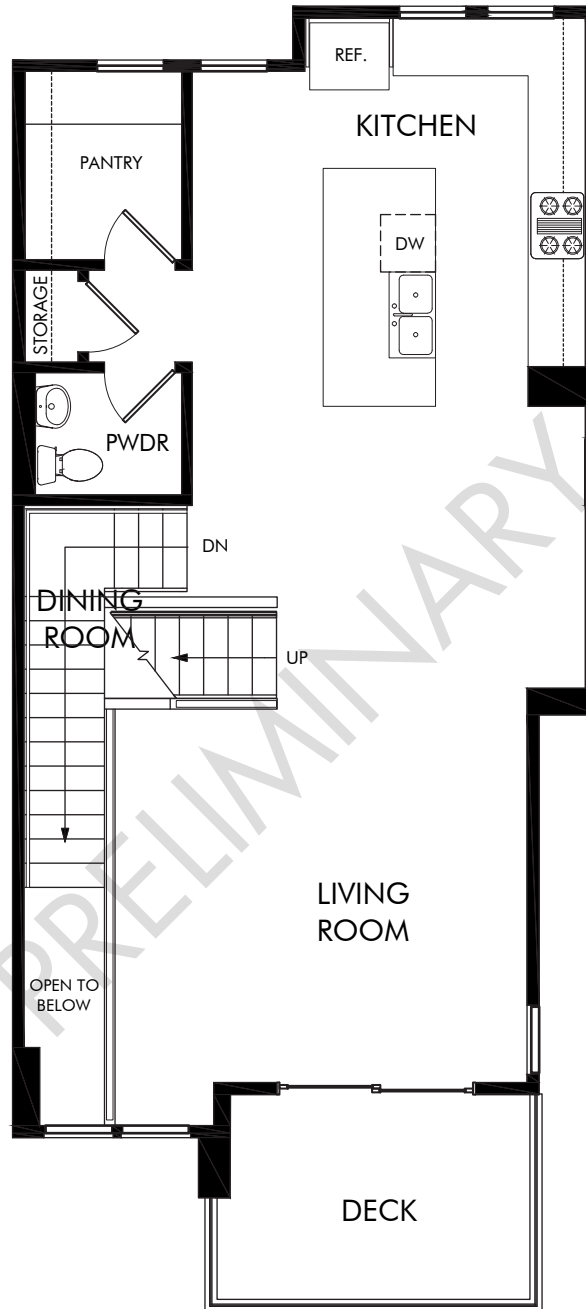 REF.
KITCHEN
PANTRY
DW
STORAGE
PWDR
DN
DINING
ROOM
UP
PRELIMINARY
LIVING
ROOM
OPEN TO
BELOW
DECK